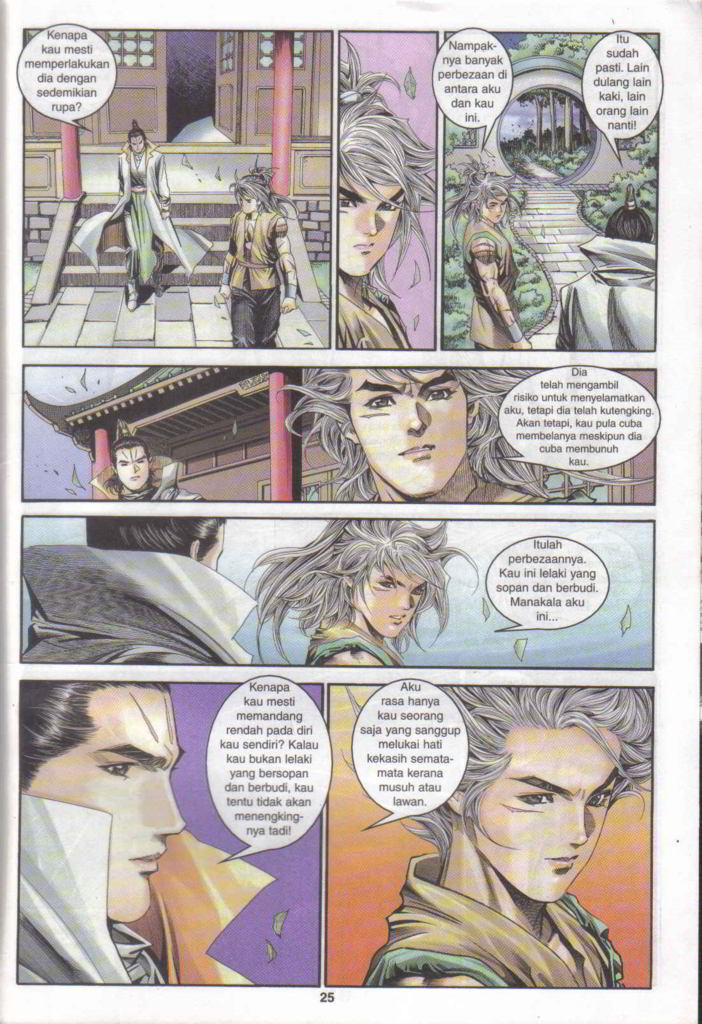 Kenapa
kau mesti
memperlakukan
dia dengan
sedemikian
rupa?
Nampak-
nya banyak
perbezaan di
antara aku
dan kau
ini.
Itu
sudah
pasti. Lain
dulang lain
kaki, lain
orang lain
nanti!
Dia
telah mengambil
risiko untuk menyelamatkan
aku, tetapi dia telah kutengking.
Akan tetapi, kau pula cuba
membelanya meskipun dia
cuba membunuh
kau.
Itulah
perbezaannya.
Kau ini lelaki yang
sopan dan berbudi.
Manakala aku
ini...
Kenapa
kau mesti
memandang
rendah pada diri
kau sendiri? Kalau
kau bukan lelaki
yang bersopan
dan berbudi, kau
tentu tidak akan
menengking-
nya tadi!
Aku
rasa hanya
kau seorang
saja yang sanggup
melukai hati
kekasih semata-
mata kerana
musuh atau
lawan.
25